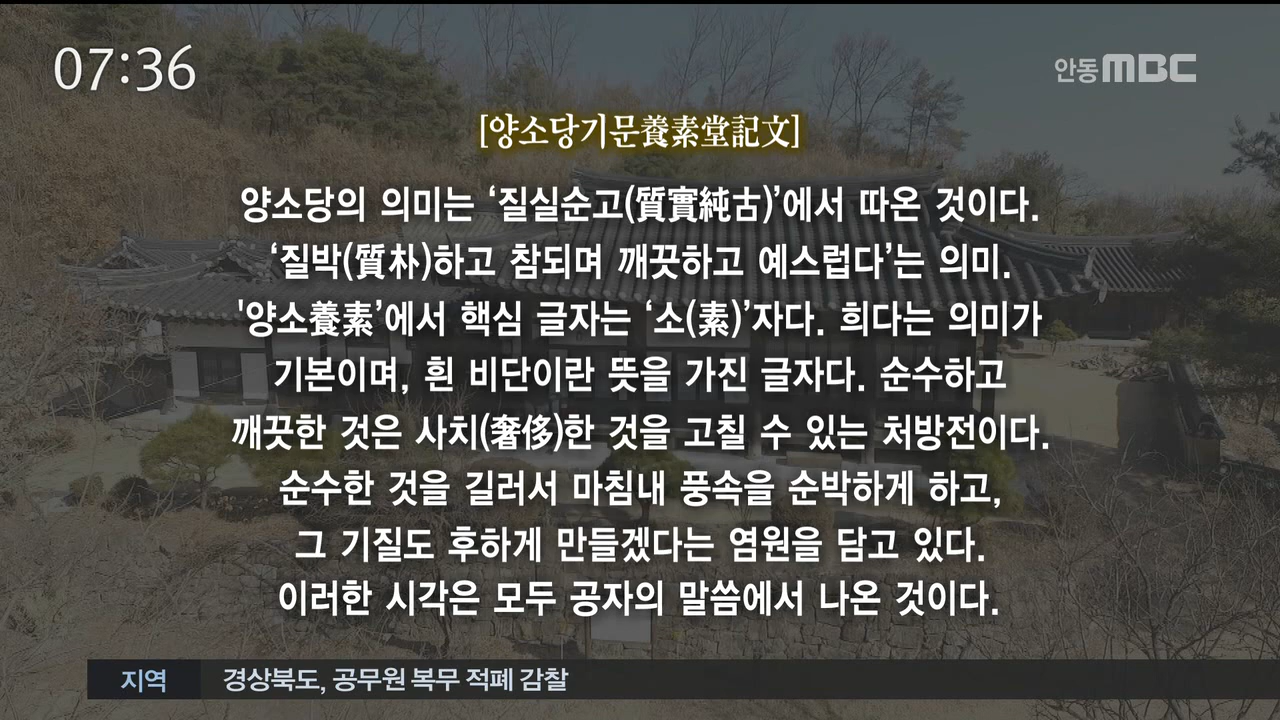 07:36
안동MBC
[양소당기문養素堂記文]
양소당의 의미는 ‘질실순고(質實純古)’에서 따온 것이다.
‘질박(質朴)하고 참되며 깨끗하고 예스럽다’는 의미.
'양소養素’에서 핵심 글자는 ‘소(素)’자다. 희다는 의미가
기본이며, 흰 비단이란 뜻을 가진 글자다. 순수하고
깨끗한 것은 사치(奢侈)한 것을 고칠 수 있는 처방전이다.
순수한 것을 길러서 마침내 풍속을 순박하게 하고,
그 기질도 후하게 만들겠다는 염원을 담고 있다.
이러한 시각은 모두 공자의 말씀에서 나온 것이다.
지역 경상북도, 공무원 복무 적폐 감찰